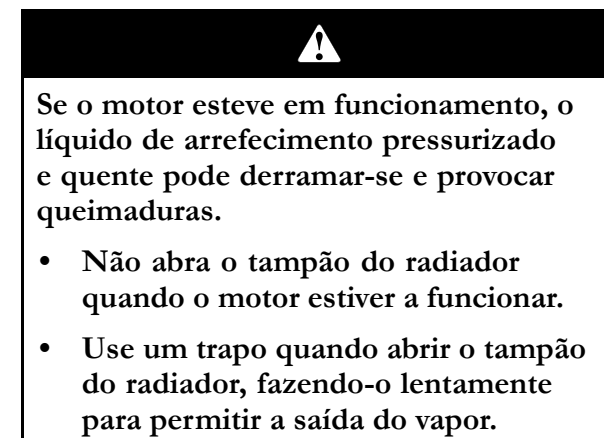 Se o motor esteve em funcionamento, o
líquido de arrefecimento pressurizado
e quente pode derramar-se e provocar
queimaduras.
• Não abra o tampão do radiador
quando o motor estiver a funcionar.
• Use um trapo quando abrir o tampão
do radiador, fazendo-o lentamente
para permitir a saída do vapor.